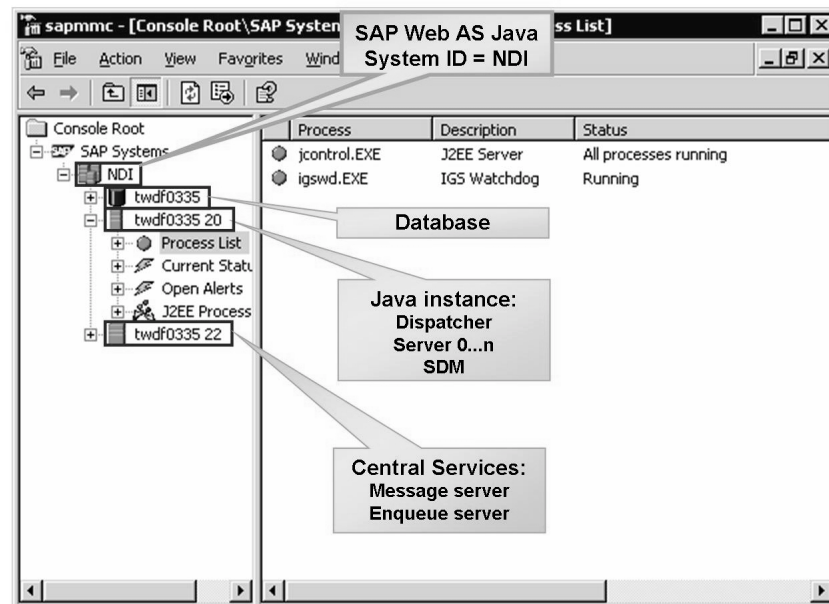 sapmmc - [Console Root\SAP System
ss List]
SAP Web AS Java
System ID = NDI
File Action View Favorites Wind
Console Root
SAP Systems
NDI
twdf0335
twdf0335 20
Process List
Current Statu
Open Alerts
J2EE Process
twdf0335 22
Process Description Status
jcontrol.EXE J2EE Server All processes running
igswd.EXE IGS Watchdog Running
Database
Java instance:
Dispatcher
Server 0...n
SDM
Central Services:
Message server
Enqueue server